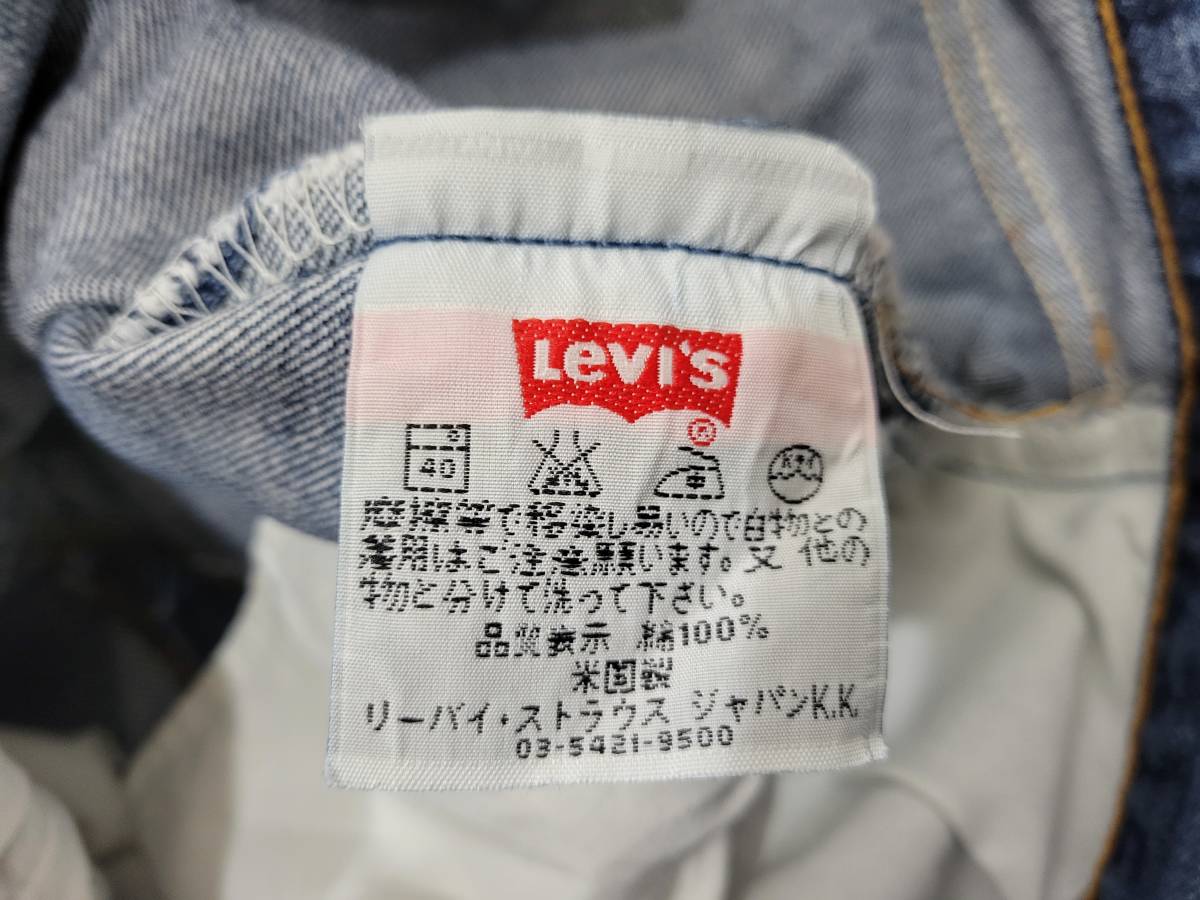 Levi's
®
40
摩擦等で移染し易いので白物との
着用はご注意願います。又 他の
物と分けて洗って下さい。
品質表示 綿100%
米国製
リーバイ・ストラウス ジャパンK.K.
03-5421-9500